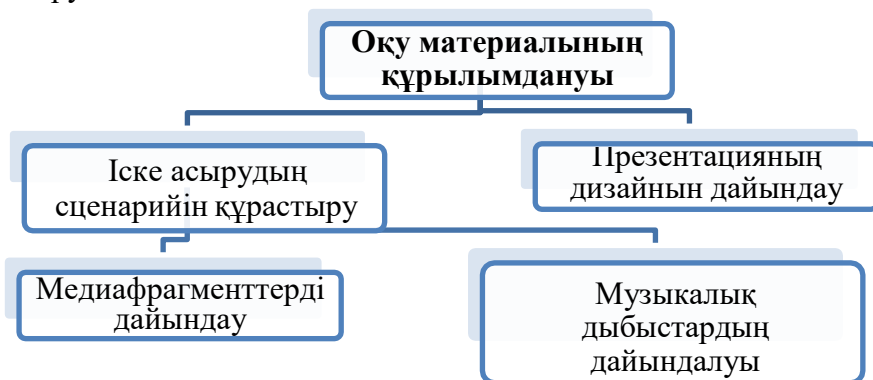 Оқу материалының
құрылымдануы
Іске асырудың
сценарийін құрастыру
Презентацияның
дизайнын дайындау
Медиафрагменттерді
дайындау
Музыкалық
дыбыстардың
дайындалуы